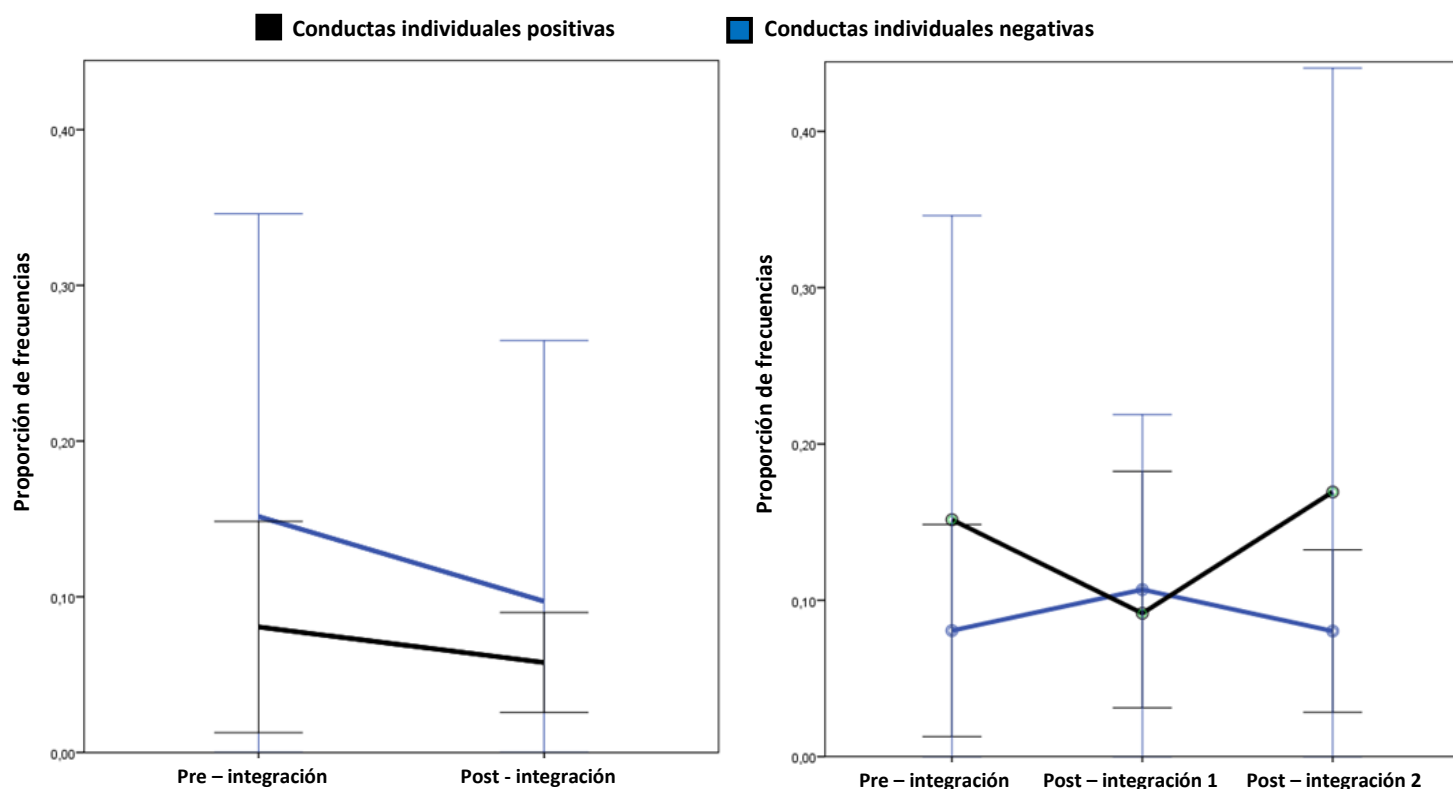 Conductas individuales positivas
Conductas individuales negativas
Proporción de frecuencias
0,40
0,30
0,20
0,10
0,00
Pre – integración
Post - integración
Proporción de frecuencias
0,40
0,30
0,20
0,10
0,00
Pre – integración
Post – integración 1
Post – integración 2